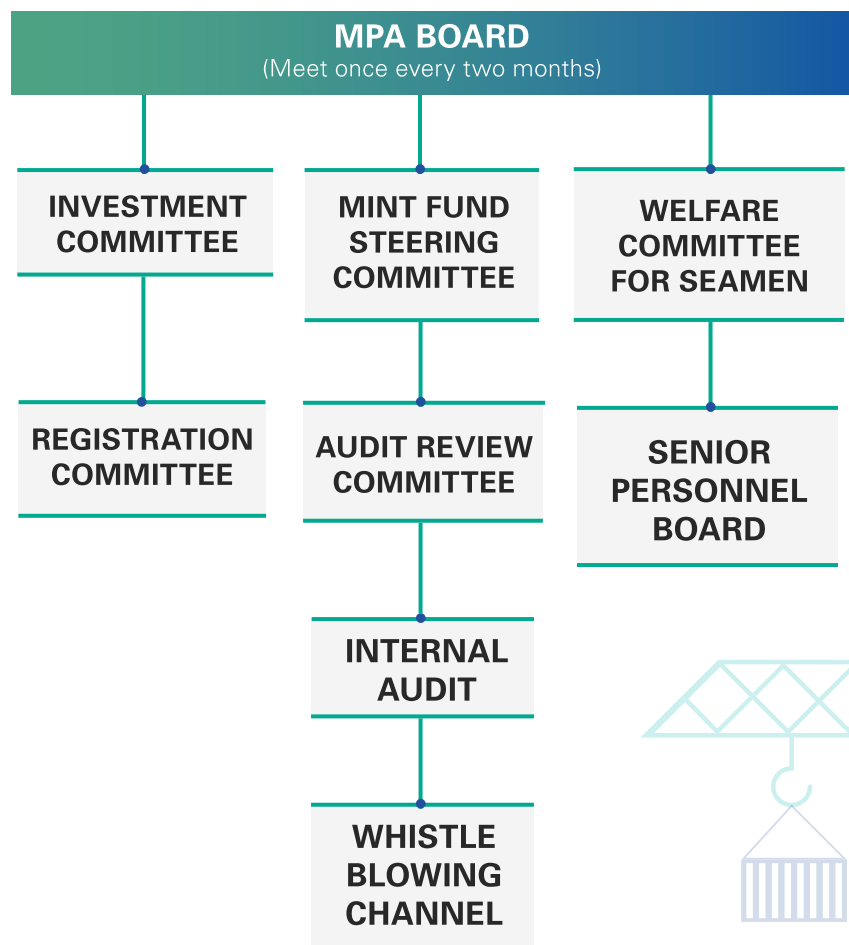 MPA BOARD
(Meet once every two months)
INVESTMENT
COMMITTEE
MINT FUND
STEERING
COMMITTEE
WELFARE
COMMITTEE
FOR SEAMEN
REGISTRATION
COMMITTEE
AUDIT REVIEW
COMMITTEE
SENIOR
PERSONNEL
BOARD
INTERNAL
AUDIT
WHISTLE
BLOWING
CHANNEL